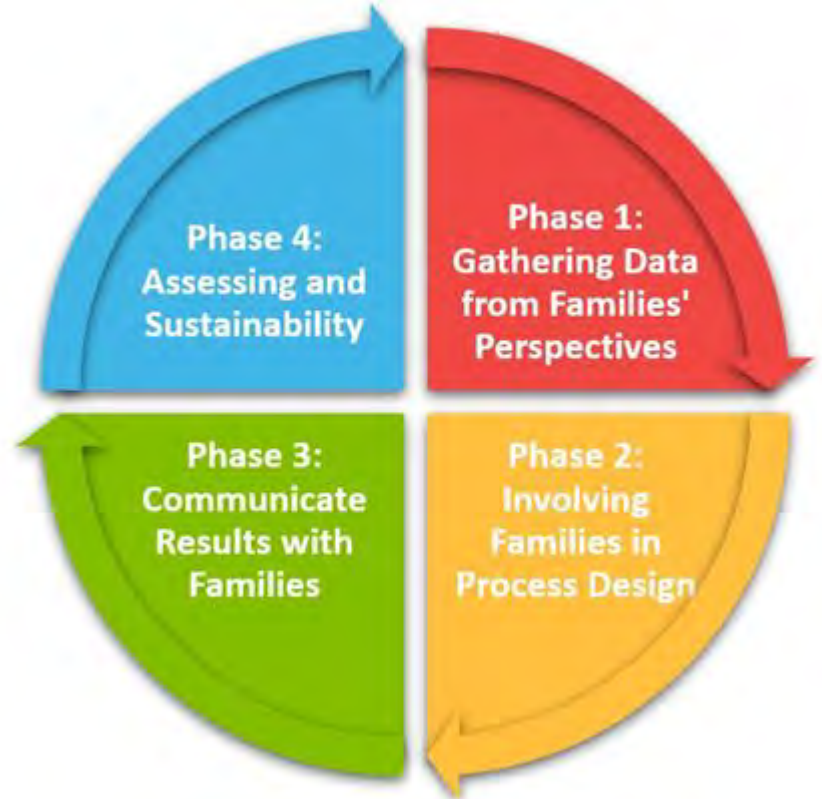 Phase 1:
Gathering Data
from Families'
Perspectives
Phase 2:
Involving
Families in
Process Design
Phase 3:
Communicate
Results with
Families
Phase 4:
Assessing and
Sustainability